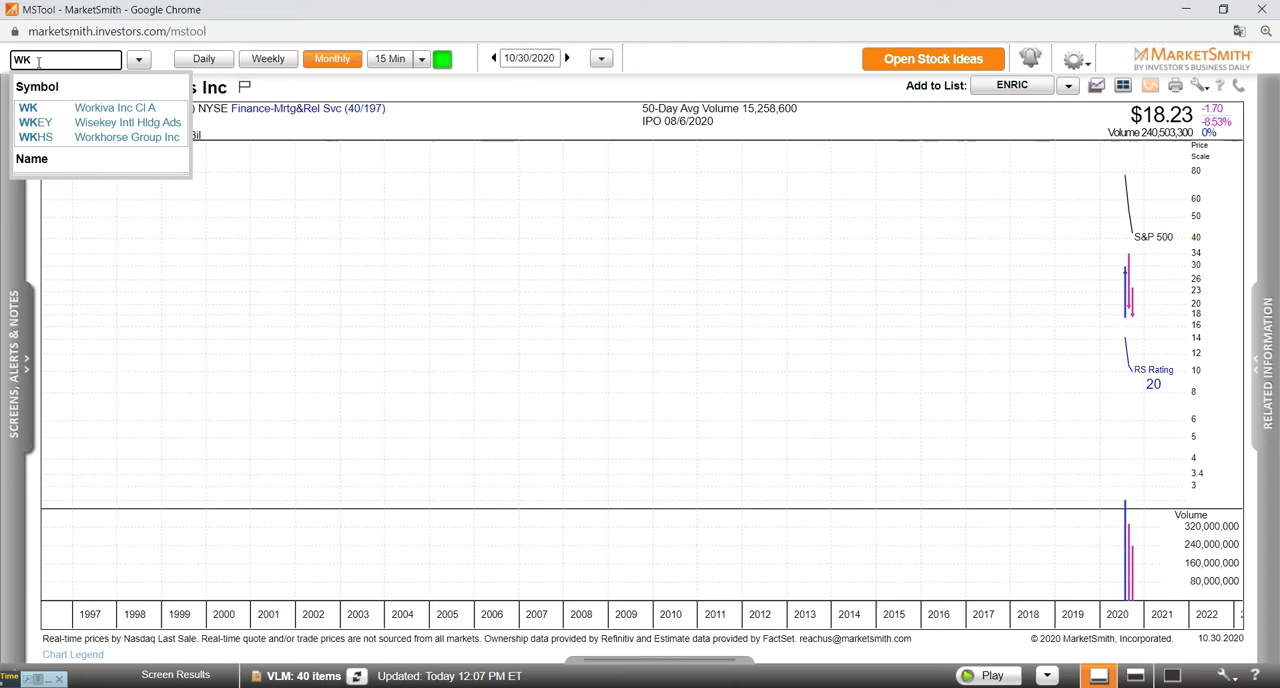 MSTool - MarketSmith - Google Chrome
marketsmith.investors.com/mstool
WK
Daily
Weekly
Monthly
15 Min
10/30/2020
Open Stock Ideas
MARKETSMITH
BY INVESTOR'S BUSINESS DAILY
Symbol
WK Workiva Inc Cl A
WKEY Wisekey Intl Hldg Ads
WKHS Workhorse Group Inc
Name
s Inc
Add to List:
ENRIC
) NYSE Finance-Mrtg&Rel Svc (40/197)
50-Day Avg Volume 15,258,600
IPO 08/6/2020
$18.23
-1.70
-8.53%
Volume 240,503,300 0%
Bil
Price
Scale
80
60
50
S&P 500
40
34
30
26
23
20
18
16
14
12
RS Rating
10
20
8
6
5
4
3.4
3
Volume
320,000,000
240,000,000
160,000,000
80,000,000
1997 1998 1999 2000 2001 2002 2003 2004 2005 2006 2007 2008 2009 2010 2011 2012 2013 2014 2015 2016 2017 2018 2019 2020 2021 2022
Real-time prices by Nasdaq Last Sale. Real-time quote and/or trade prices are not sourced from all markets. Ownership data provided by Refinitiv and Estimate data provided by FactSet. reachus@marketsmith.com
© 2020 MarketSmith, Incorporated.
10.30.2020
Chart Legend
SCREENS, ALERTS & NOTES
RELATED INFORMATION
Time
Search Results
VLM: 40 items
Updated: Today 12:07 PM ET
Play